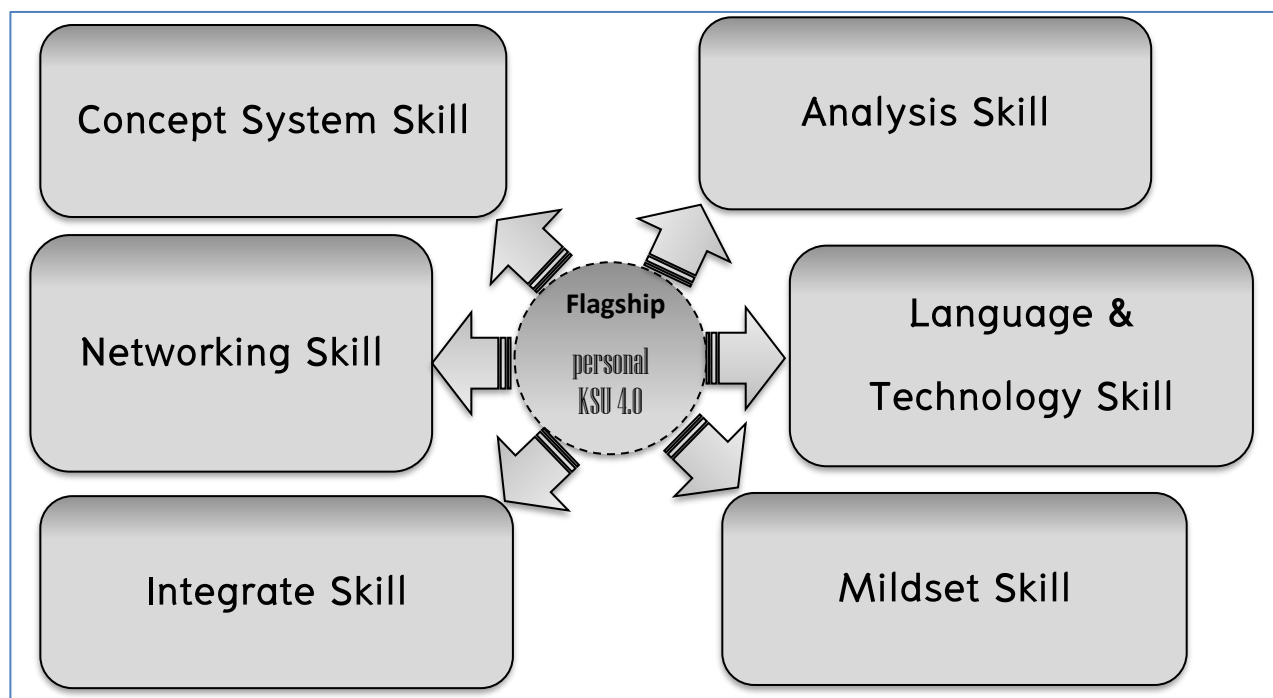 Concept System Skill
Analysis Skill
Networking Skill
Flagship
personal
KSU 4.0
Language &
Technology Skill
Integrate Skill
Mildset Skill